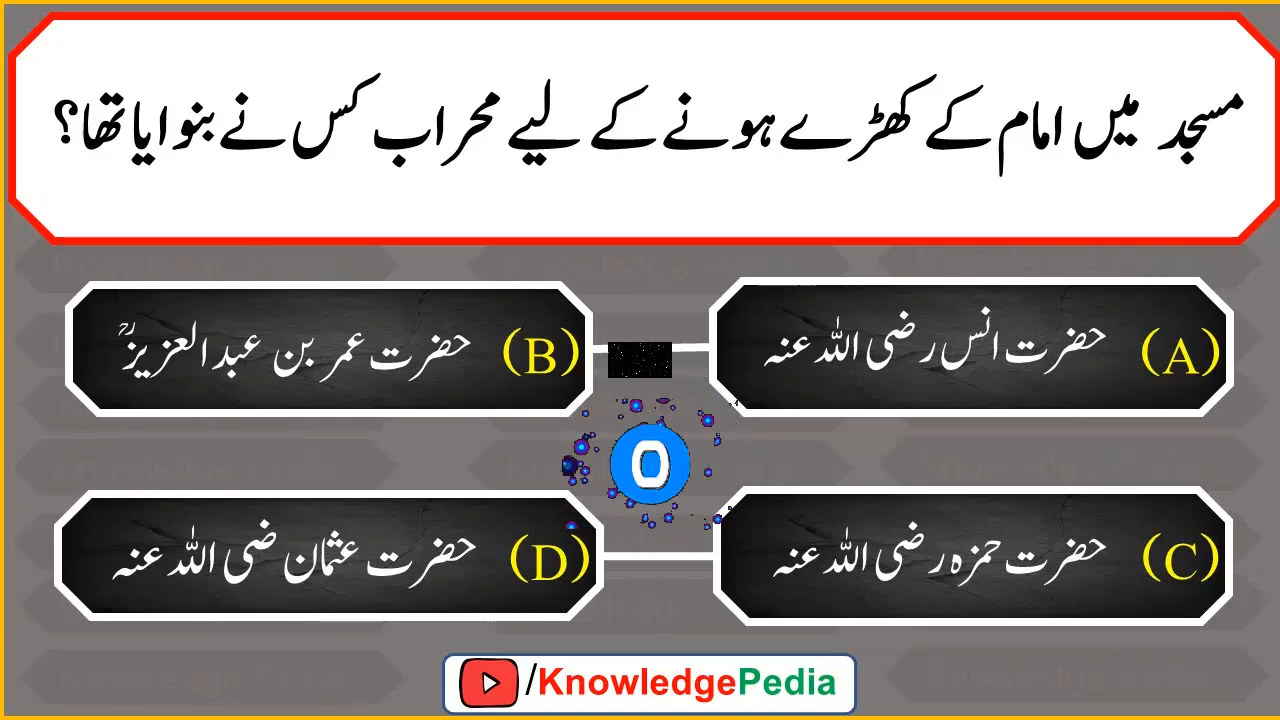 مسجد میں امام کے کھڑے ہونے کے لیے محراب کس نے بنوایا تھا؟
(A) حضرت انس رضی اللہ عنہ
(B) حضرت عمر بن عبدالعزیزؒ
0
(C) حضرت حمزہ رضی اللہ عنہ
(D) حضرت عثمان ضی اللہ عنہ
/KnowledgePedia